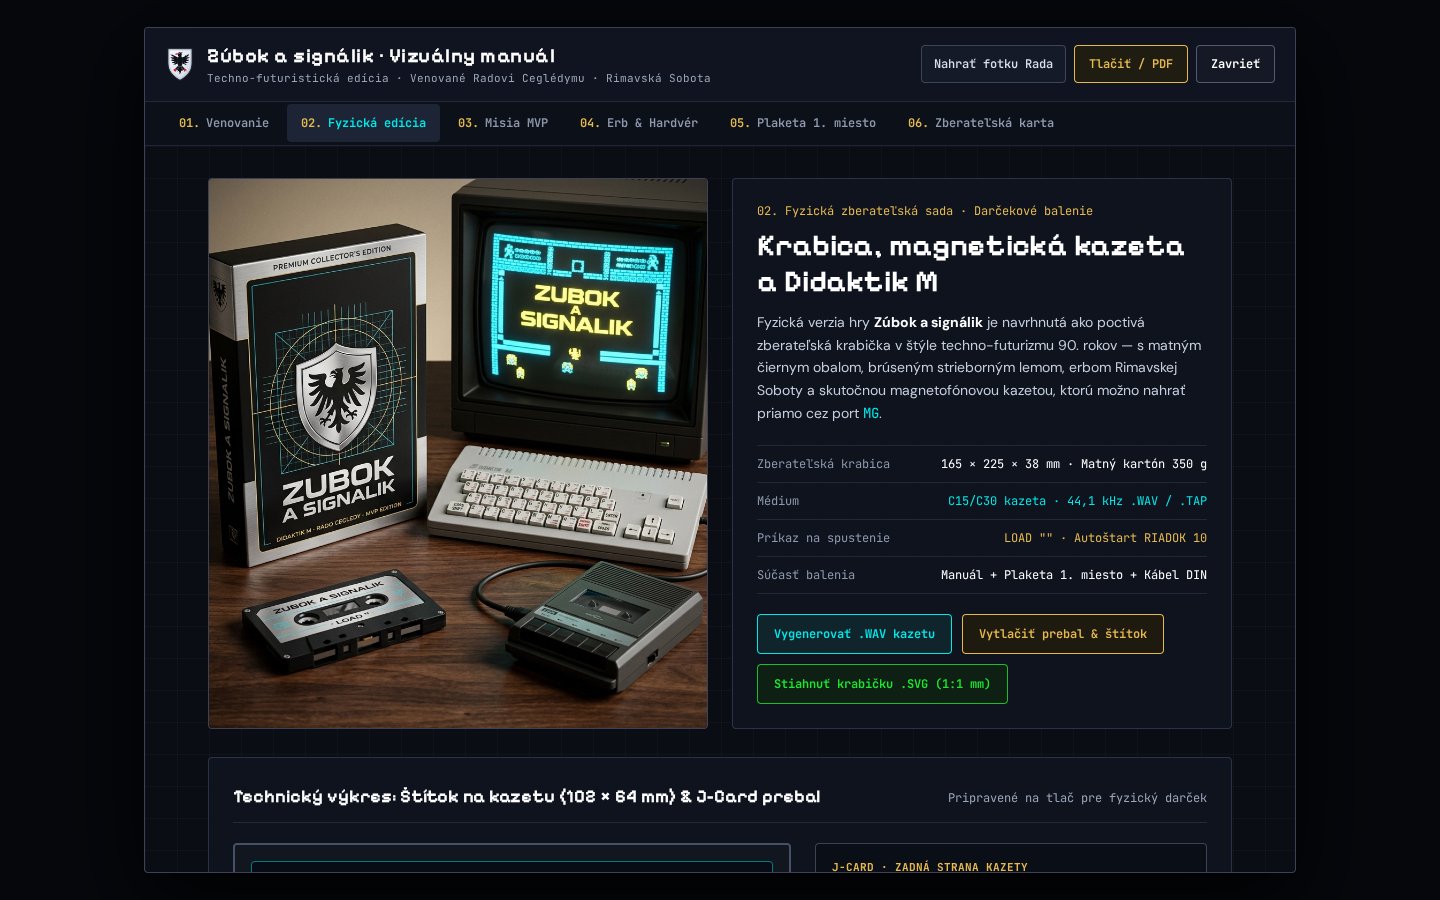 Zúbok a signálik · Vizuálny manuál
Techno-futuristická edícia · Venované Radovi Ceglédymu · Rimavská Sobota
Nahrať fotku Rada
Tlačiť / PDF
Zavrieť
01. Venovanie
02. Fyzická edícia
03. Misia MVP
04. Erb & Hardvér
05. Plaketa 1. miesto
06. Zberateľská karta
PREMIUM COLLECTOR'S EDITION
ZUBOK
A SIGNALIK
DIDAKTIK M · RADO CEGLEDY · MVP EDITION
ZUBOK A SIGNALIK
ZUBOK
A
SIGNALIK
ZUBOK A SIGNALIK
LOAD "
02. Fyzická zberateľská sada · Darčekové balenie
Krabica, magnetická kazeta
a Didaktik M
Fyzická verzia hry Zúbok a signálik je navrhnutá ako poctivá
zberateľská krabička v štýle techno-futurizmu 90. rokov — s matným
čiernym obalom, brúseným strieborným lemom, erbom Rimavskej
Soboty a skutočnou magnetofónovou kazetou, ktorú možno nahrať
priamo cez port MG.
Zberateľská krabica 165 × 225 × 38 mm · Matný kartón 350 g
Médium C15/C30 kazeta · 44,1 kHz .WAV / .TAP
Príkaz na spustenie LOAD "" · Autoštart RIADOK 10
Súčasť balenia Manuál + Plaketa 1. miesto + Kábel DIN
Vygenerovať .WAV kazetu
Vytlačiť prebal & štítok
Stiahnuť krabičku .SVG (1:1 mm)
Technický výkres: Štítok na kazetu (102 × 64 mm) & J-Card prebal
Pripravené na tlač pre fyzický darček
J-CARD · ZADNÁ STRANA KAZETY